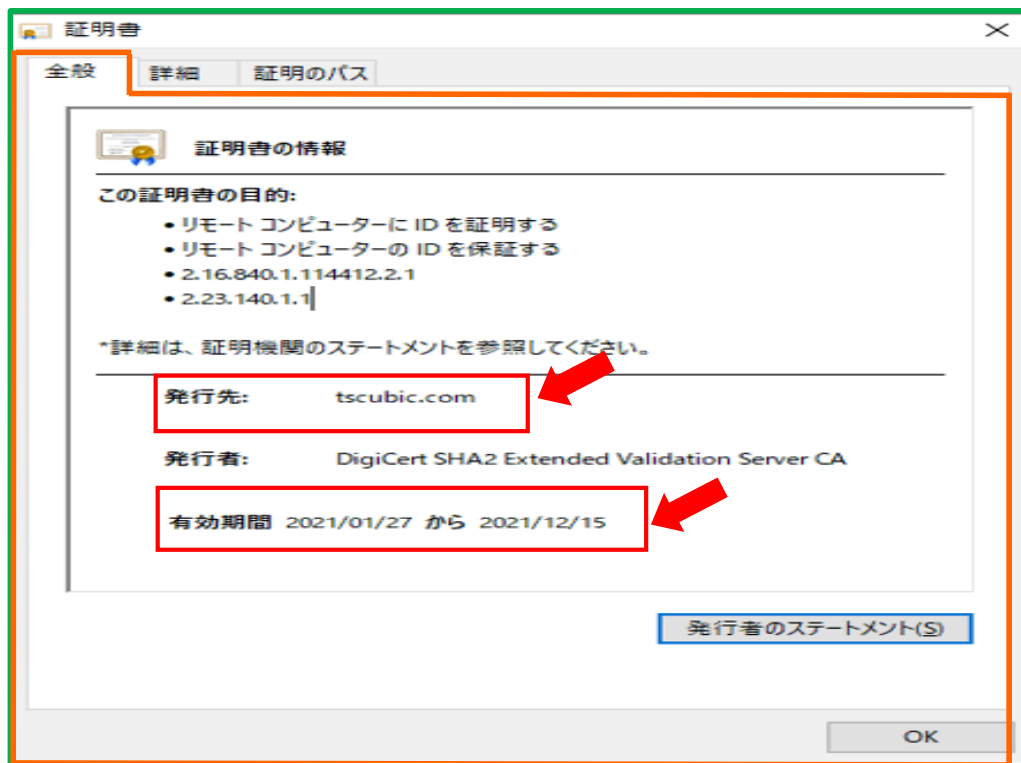 証明書
全般 詳細 証明のパス
証明書の情報
この証明書の目的:
• リモート コンピューターに ID を証明する
• リモート コンピューターの ID を保証する
• 2.16.840.1.114412.2.1
• 2.23.140.1.1
*詳細は、証明機関のステートメントを参照してください。
発行先: tscubic.com
発行者: DigiCert SHA2 Extended Validation Server CA
有効期間 2021/01/27 から 2021/12/15
発行者のステートメント(S)
OK